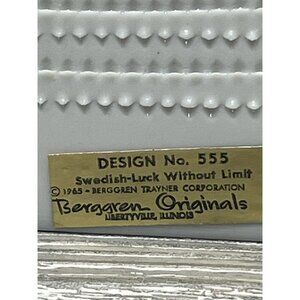 DESIGN No. 555
Swedish-Luck Without Limit
© 1965 - BERGGREN TRAYNER CORPORATION
Berggren Originals
LIBERTYVILLE, ILLINOIS